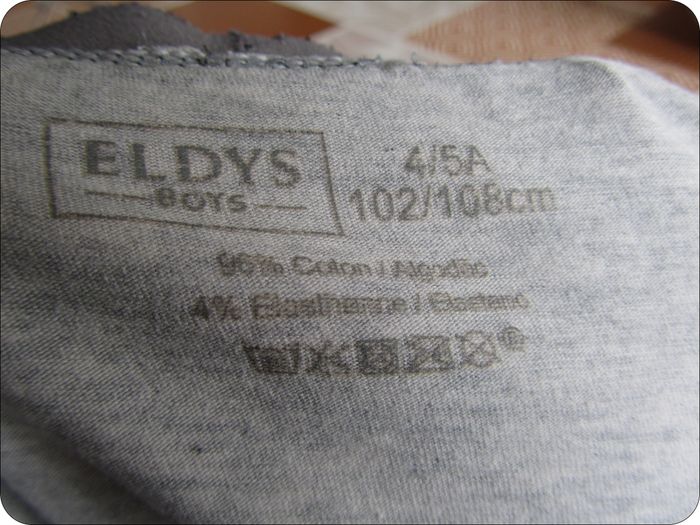 ELDYS
BOYS
4/5A
102/108cm
96% Coton / Algodão
4% Elasthanne / Elastano